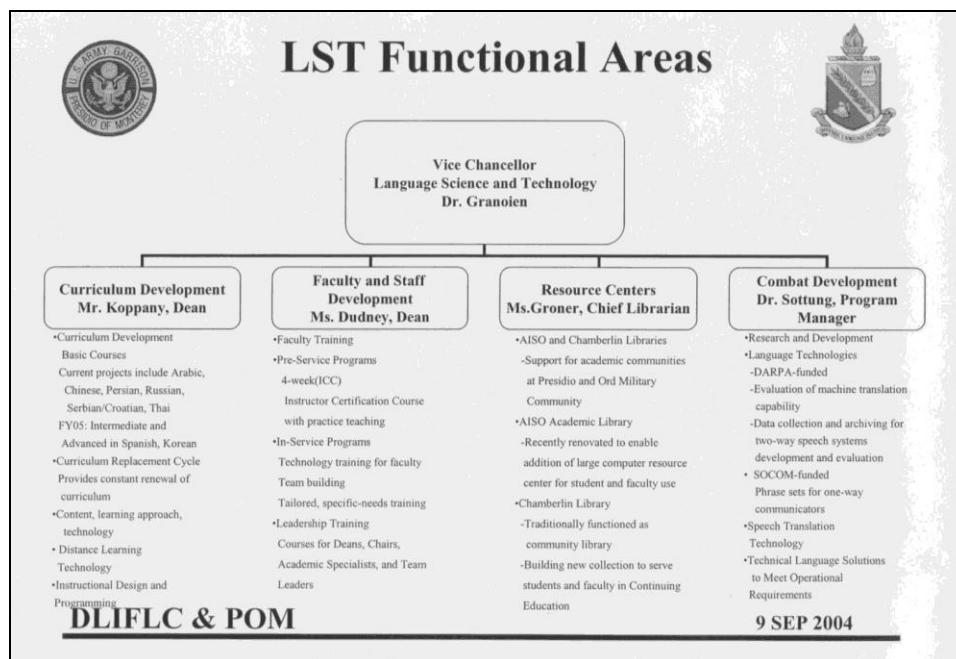 LST Functional Areas
U.S. ARMY GARRISON
PRESIDIO OF MONTEREY
Vice Chancellor
Language Science and Technology
Dr. Granoien
Curriculum Development
Mr. Koppany, Dean
•Curriculum Development
Basic Courses
Current projects include Arabic,
Chinese, Persian, Russian,
Serbian/Croatian, Thai
FY05: Intermediate and
Advanced in Spanish, Korean
•Curriculum Replacement Cycle
Provides constant renewal of
curriculum
•Content, learning approach,
technology
• Distance Learning
Technology
•Instructional Design and
Programming
Faculty and Staff
Development
Ms. Dudney, Dean
•Faculty Training
•Pre-Service Programs
4-week(ICC)
Instructor Certification Course
with practice teaching
•In-Service Programs
Technology training for faculty
Team building
Tailored, specific-needs training
•Leadership Training
Courses for Deans, Chairs,
Academic Specialists, and Team
Leaders
Resource Centers
Ms.Groner, Chief Librarian
•AISO and Chamberlin Libraries
-Support for academic communities
at Presidio and Ord Military
Community
•AISO Academic Library
-Recently renovated to enable
addition of large computer resource
center for student and faculty use
•Chamberlin Library
-Traditionally functioned as
community library
-Building new collection to serve
students and faculty in Continuing
Education
Combat Development
Dr. Sottung, Program
Manager
•Research and Development
•Language Technologies
-DARPA-funded
-Evaluation of machine translation
capability
-Data collection and archiving for
two-way speech systems
development and evaluation
• SOCOM-funded
Phrase sets for one-way
communicators
•Speech Translation
Technology
•Technical Language Solutions
to Meet Operational
Requirements
DLIFLC & POM
9 SEP 2004